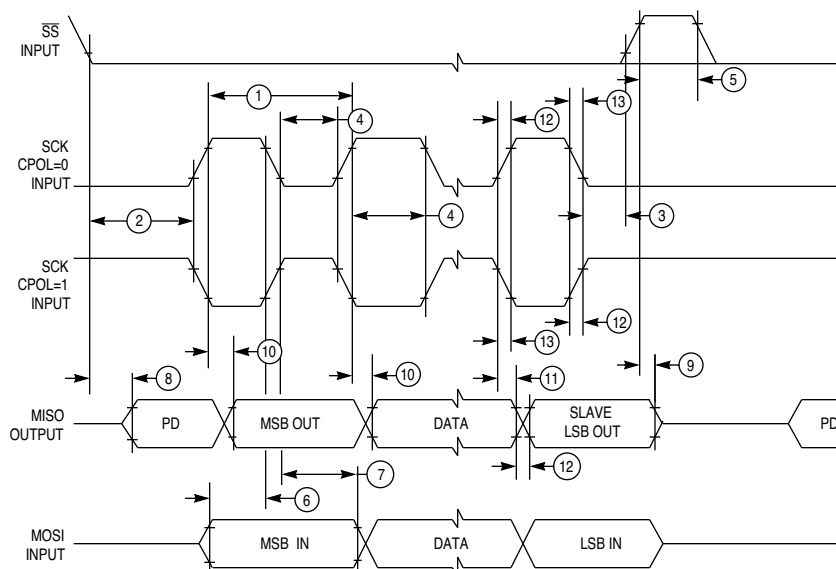 SS
INPUT
5
1
12
13
4
SCK
CPOL=0
INPUT
2
4
3
SCK
CPOL=1
INPUT
12
13
10
10
11
9
8
MISO
OUTPUT
PD
MSB OUT
DATA
SLAVE
LSB OUT
PD
7
12
6
MOSI
INPUT
MSB IN
DATA
LSB IN